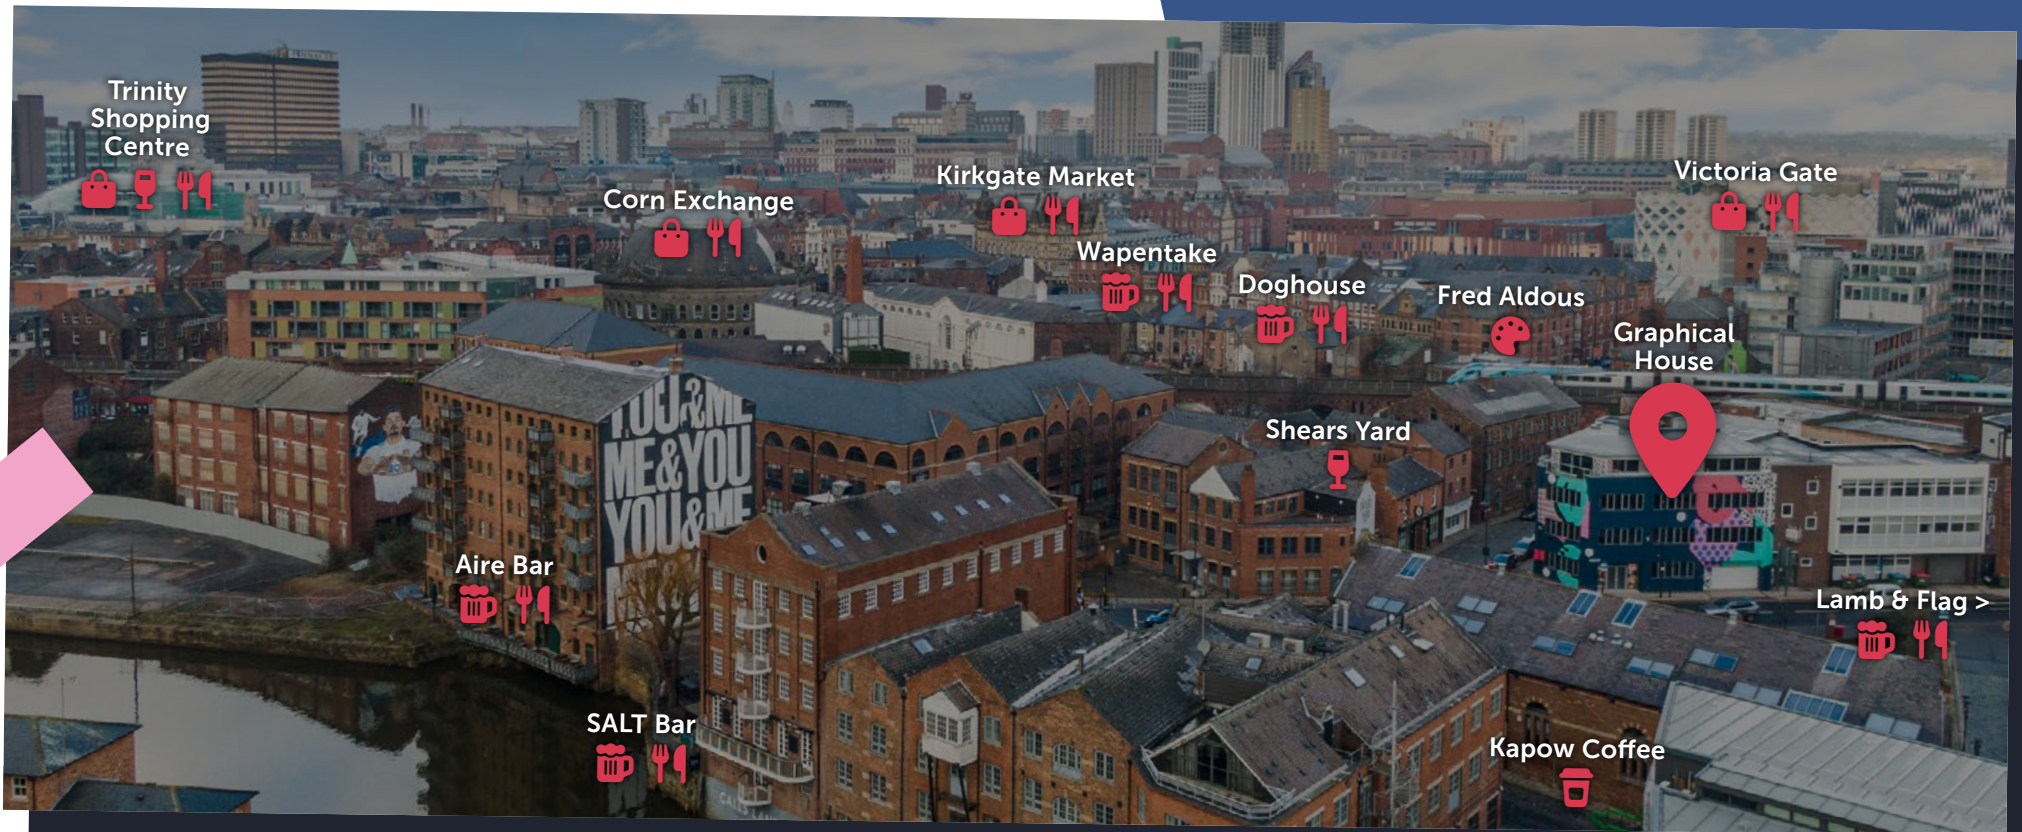 Trinity
Shopping
Centre
Corn Exchange
Kirkgate Market
Victoria Gate
Wapentake
Doghouse
Fred Aldous
Graphical
House
Shears Yard
YOU&ME
ME&YOU
YOU&ME
Aire Bar
Lamb & Flag >
SALT Bar
Kapow Coffee